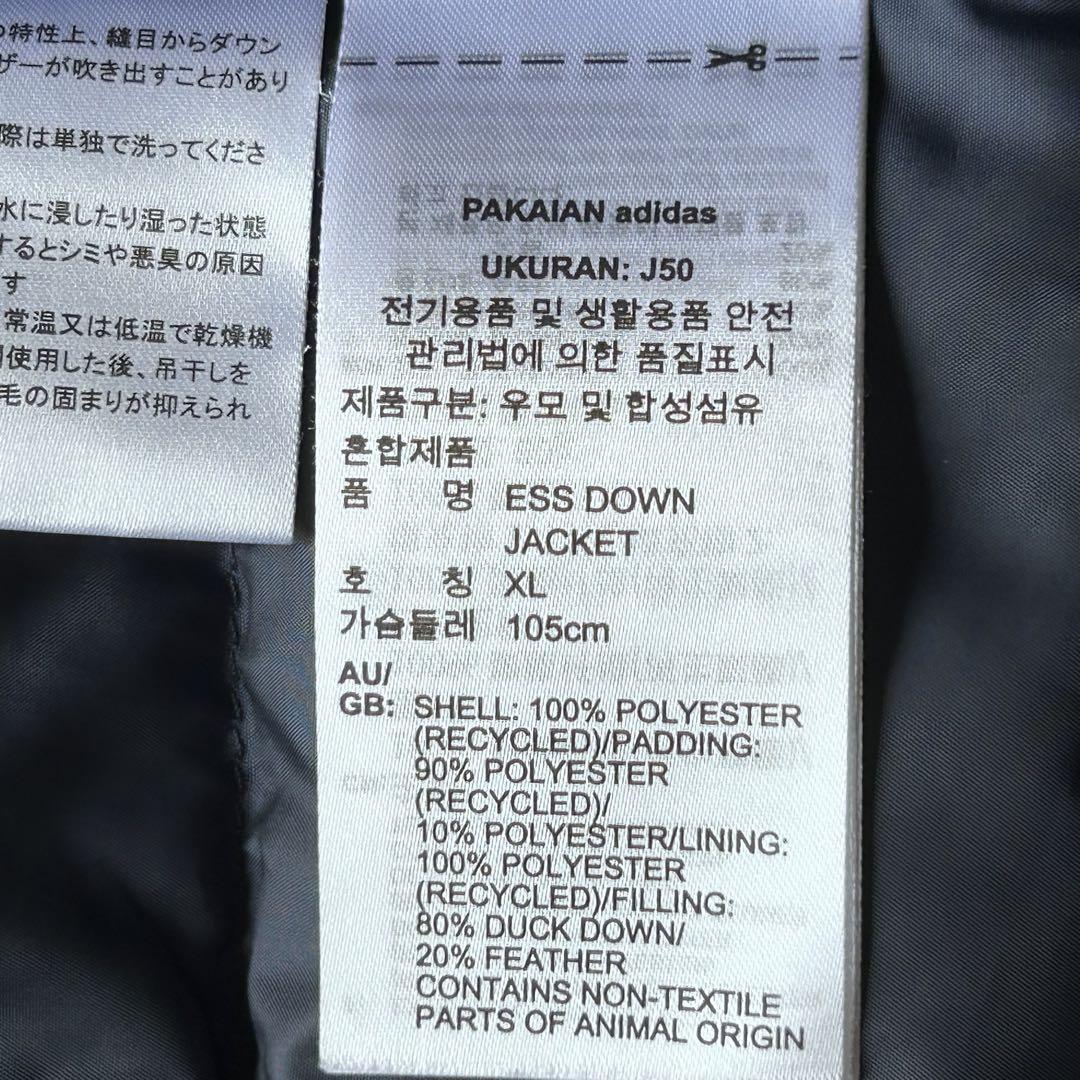 の特性上、縫目からダウン
ザーが吹き出すことがあり
際は単独で洗ってくださ
水に浸したり湿った状態
するとシミや悪臭の原因
す
常温又は低温で乾燥機
使用した後、吊干しを
毛の固まりが抑えられ
PAKAIAN adidas
UKURAN: J50
전기용품 및 생활용품 안전
관리법에 의한 품질표시
제품구분: 우모 및 합성섬유
혼합제품
품 명 ESS DOWN
JACKET
호 칭 XL
가슴둘레 105cm
AU/
GB: SHELL: 100% POLYESTER
(RECYCLED)/PADDING:
90% POLYESTER
(RECYCLED)/
10% POLYESTER/LINING:
100% POLYESTER
(RECYCLED)/FILLING:
80% DUCK DOWN/
20% FEATHER
CONTAINS NON-TEXTILE
PARTS OF ANIMAL ORIGIN